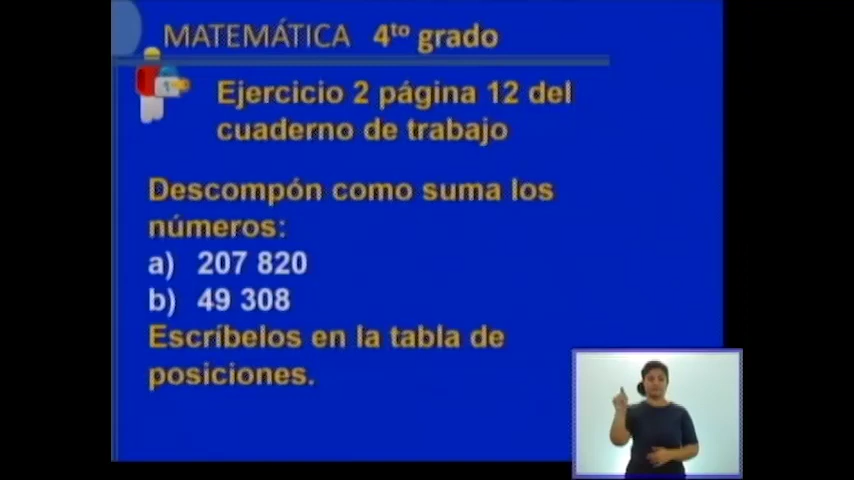 MATEMÁTICA 4to grado
Ejercicio 2 página 12 del
cuaderno de trabajo
Descompón como suma los
números:
a) 207 820
b) 49 308
Escríbelos en la tabla de
posiciones.